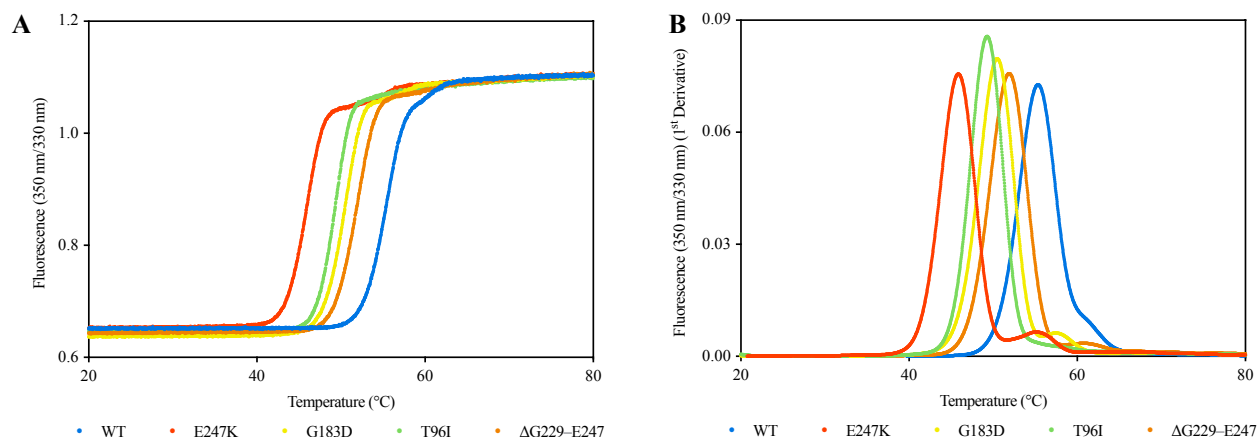 A
1.2
1.0
0.8
0.6
Fluorescence (350 nm/330 nm)
20
40
60
80
Temperature (°C)
WT
E247K
G183D
T96I
ΔG229–E247
B
0.09
0.06
0.03
0.00
Fluorescence (350 nm/330 nm) (1st Derivative)
20
40
60
80
Temperature (°C)
WT
E247K
G183D
T96I
ΔG229–E247